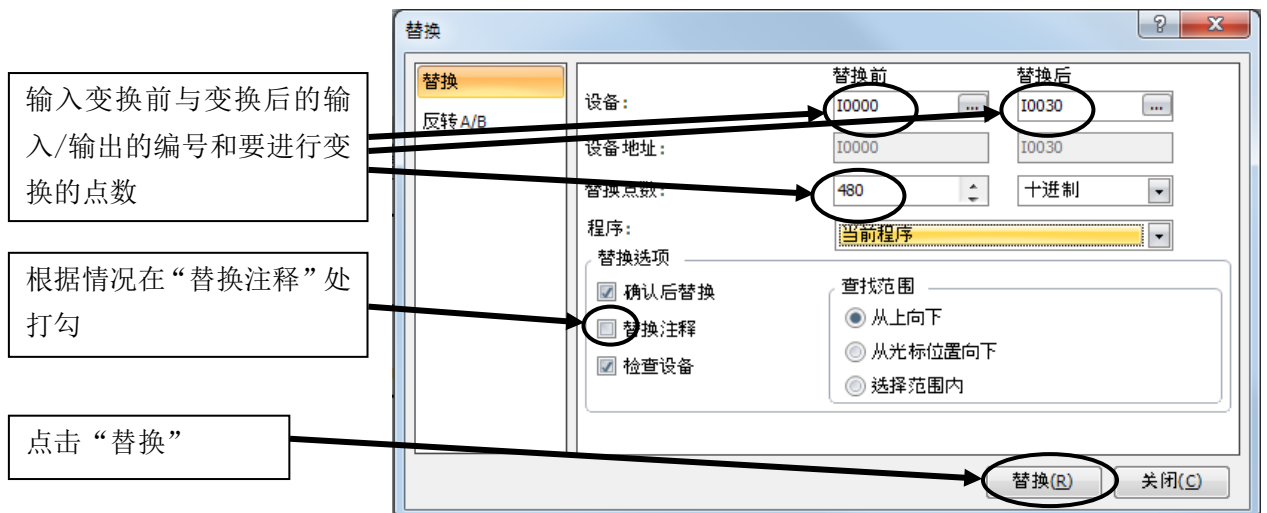 替换
输入变换前与变换后的输
入/输出的编号和要进行变
换的点数
根据情况在“替换注释”处
打勾
点击“替换”
替换
反转A/B
替换前 替换后
设备: I0000 ... I0030 ...
设备地址: I0000 I0030
替换点数: 480 十进制
程序: 当前程序
替换选项
确认后替换
替换注释
检查设备
查找范围
从上向下
从光标位置向下
选择范围内
替换(R) 关闭(C)